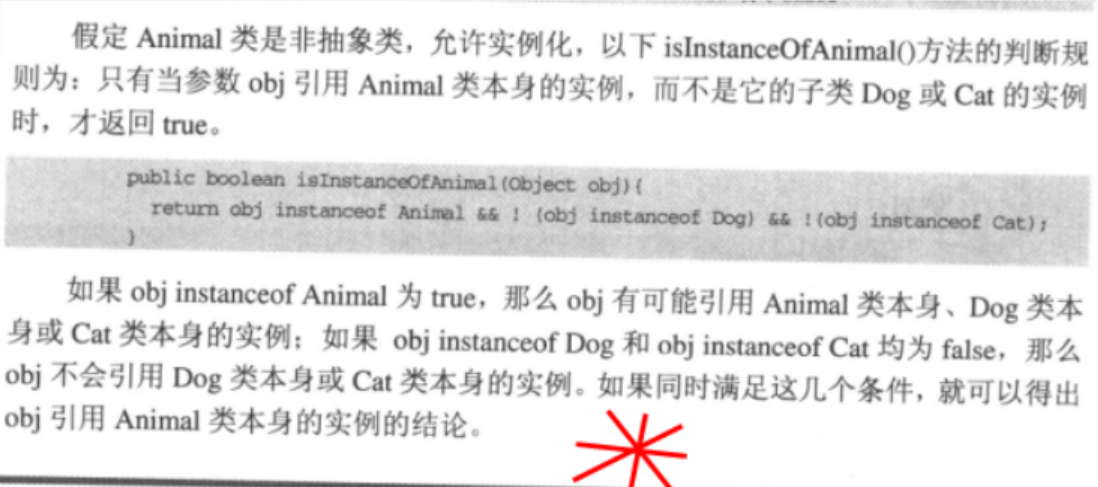 假定 Animal 类是非抽象类，允许实例化，以下 isInstanceOfAnimal()方法的判断规
则为：只有当参数 obj 引用 Animal 类本身的实例，而不是它的子类 Dog 或 Cat 的实例
时，才返回 true。
public boolean isInstanceOfAnimal(Object obj){
return obj instanceof Animal && ! (obj instanceof Dog) && !(obj instanceof Cat);
}
如果 obj instanceof Animal 为 true，那么 obj 有可能引用 Animal 类本身、Dog 类本
身或 Cat 类本身的实例；如果 obj instanceof Dog 和 obj instanceof Cat 均为 false，那么
obj 不会引用 Dog 类本身或 Cat 类本身的实例。如果同时满足这几个条件，就可以得出
obj 引用 Animal 类本身的实例的结论。